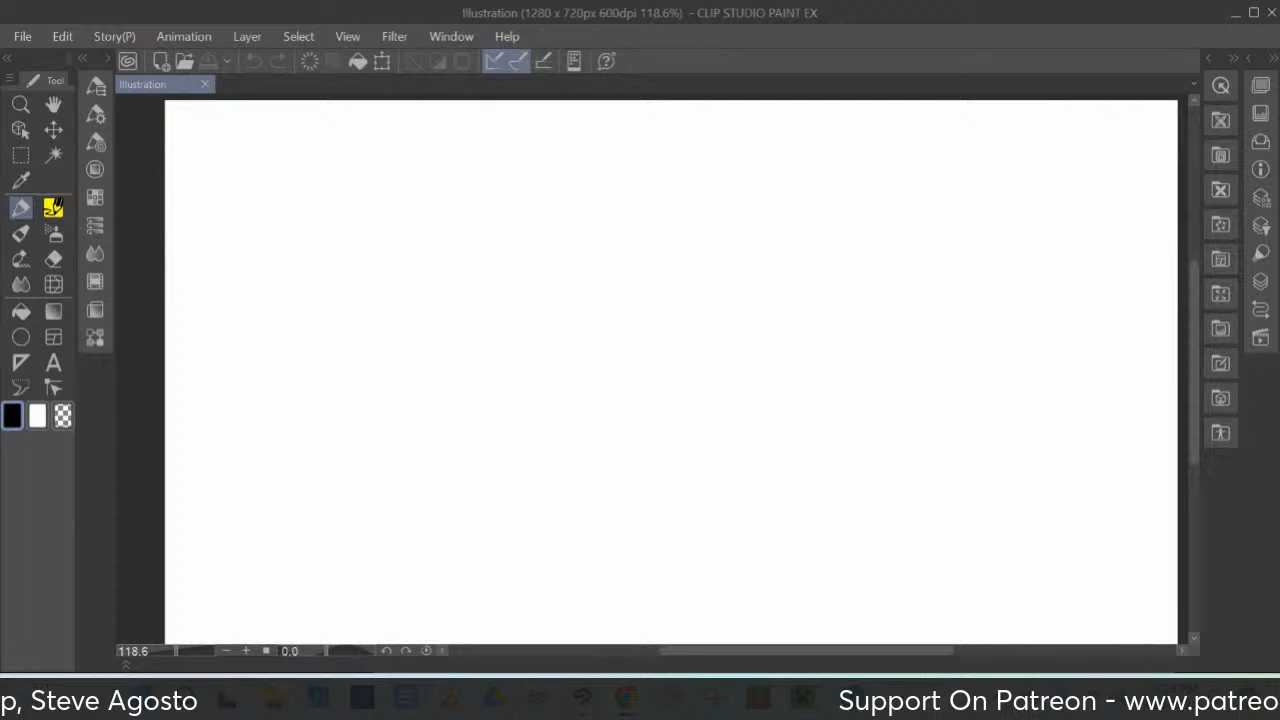 Illustration (1280 x 720px 600dpi 118.6%) - CLIP STUDIO PAINT EX
File Edit Story(P) Animation Layer Select View Filter Window Help
Tool
Illustration
A
118.6
0.0
p, Steve Agosto
Support On Patreon - www.patreo